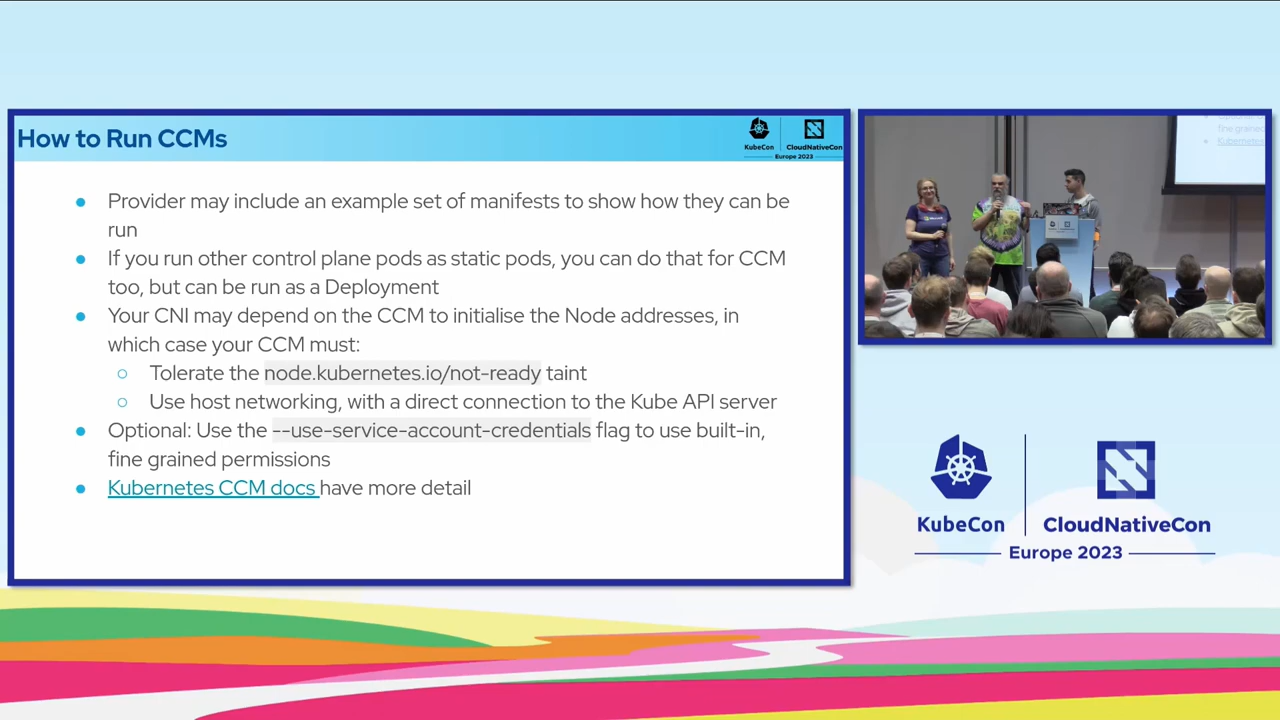 How to Run CCMs
KubeCon
CloudNativeCon
Europe 2023
Provider may include an example set of manifests to show how they can be
run
If you run other control plane pods as static pods, you can do that for CCM
too, but can be run as a Deployment
Your CNI may depend on the CCM to initialise the Node addresses, in
which case your CCM must:
Tolerate the node.kubernetes.io/not-ready taint
Use host networking, with a direct connection to the Kube API server
Optional: Use the --use-service-account-credentials flag to use built-in,
fine grained permissions
Kubernetes CCM docs have more detail
fine grained
Kubernetes
KubeCon
CloudNativeCon
Europe 2023